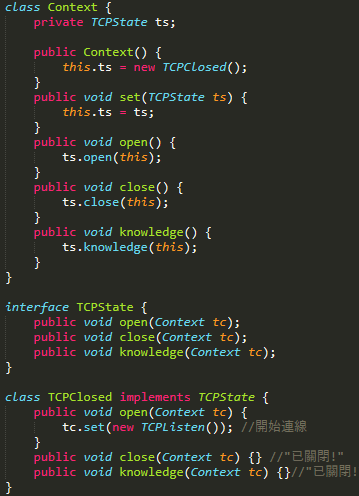 class Context {
    private TCPState ts;

    public Context() {
        this.ts = new TCPClosed();
    }
    public void set(TCPState ts) {
        this.ts = ts;
    }
    public void open() {
        ts.open(this);
    }
    public void close() {
        ts.close(this);
    }
    public void knowledge() {
        ts.knowledge(this);
    }
}

interface TCPState {
    public void open(Context tc);
    public void close(Context tc);
    public void knowledge(Context tc);
}

class TCPClosed implements TCPState {
    public void open(Context tc) {
        tc.set(new TCPListen()); //開始連線
    }
    public void close(Context tc) {} //"已關閉!"
    public void knowledge(Context tc) {}//"已關閉!